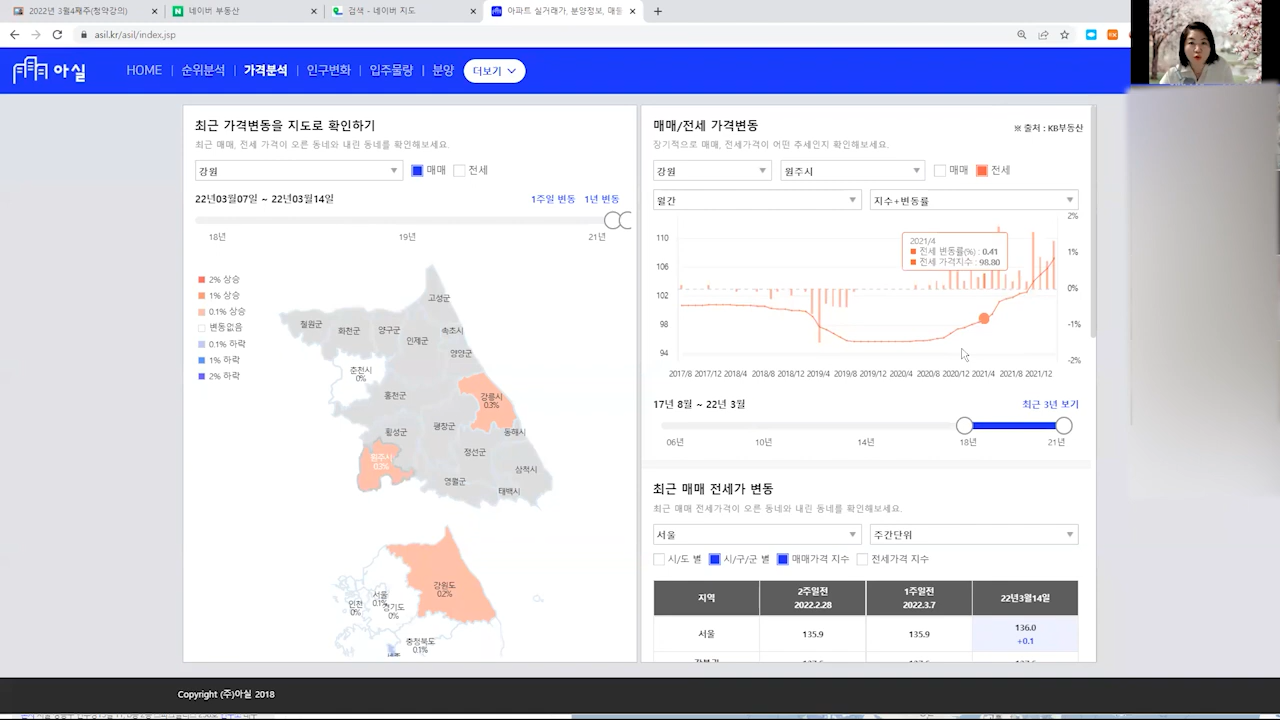 2022년 3월4째주(청약강의)
네이버 부동산
검색 - 네이버 지도
아파트 실거래가, 분양정보, 매물
asil.kr/asil/index.jsp
아실
HOME | 순위분석 | 가격분석 | 인구변화 | 입주물량 | 분양 더보기
최근 가격변동을 지도로 확인하기
최근 매매, 전세 가격이 오른 동네와 내린 동네를 확인해보세요.
강원 매매 전세
22년03월07일 ~ 22년03월14일 1주일 변동 1년 변동
18년 19년 21년
2% 상승
1% 상승
0.1% 상승
변동없음
0.1% 하락
1% 하락
2% 하락
고성군
철원군
화천군
양구군
속초시
인제군
양양군
춘천시
0%
홍천군
강릉시
0.3%
횡성군
평창군
동해시
원주시
0.3%
정선군
삼척시
영월군
태백시
강원도
0.2%
서울
0.1%
인천
0%
경기도
0%
충청북도
0.1%
매매/전세 가격변동
※ 출처 : KB부동산
장기적으로 매매, 전세가격이 어떤 추세인지 확인해보세요.
강원 원주시 매매 전세
월간 지수+변동률
2%
110
1%
106
0%
102
98
-1%
94
-2%
2021/4
전세 변동률(%) : 0.41
전세 가격지수 : 98.80
2017/8 2017/12 2018/4 2018/8 2018/12 2019/4 2019/8 2019/12 2020/4 2020/8 2020/12 2021/4 2021/8 2021/12
17년 8월 ~ 22년 3월 최근 3년 보기
06년 10년 14년 18년 21년
최근 매매 전세가 변동
최근 매매 전세가격이 오른 동네와 내린 동네를 확인해보세요.
서울 주간단위
시/도 별 시/구/군 별 매매가격 지수 전세가격 지수
지역 2주일전 2022.2.28 1주일전 2022.3.7 22년3월14일
서울 135.9 135.9 136.0
+0.1
Copyright (주)아실 2018